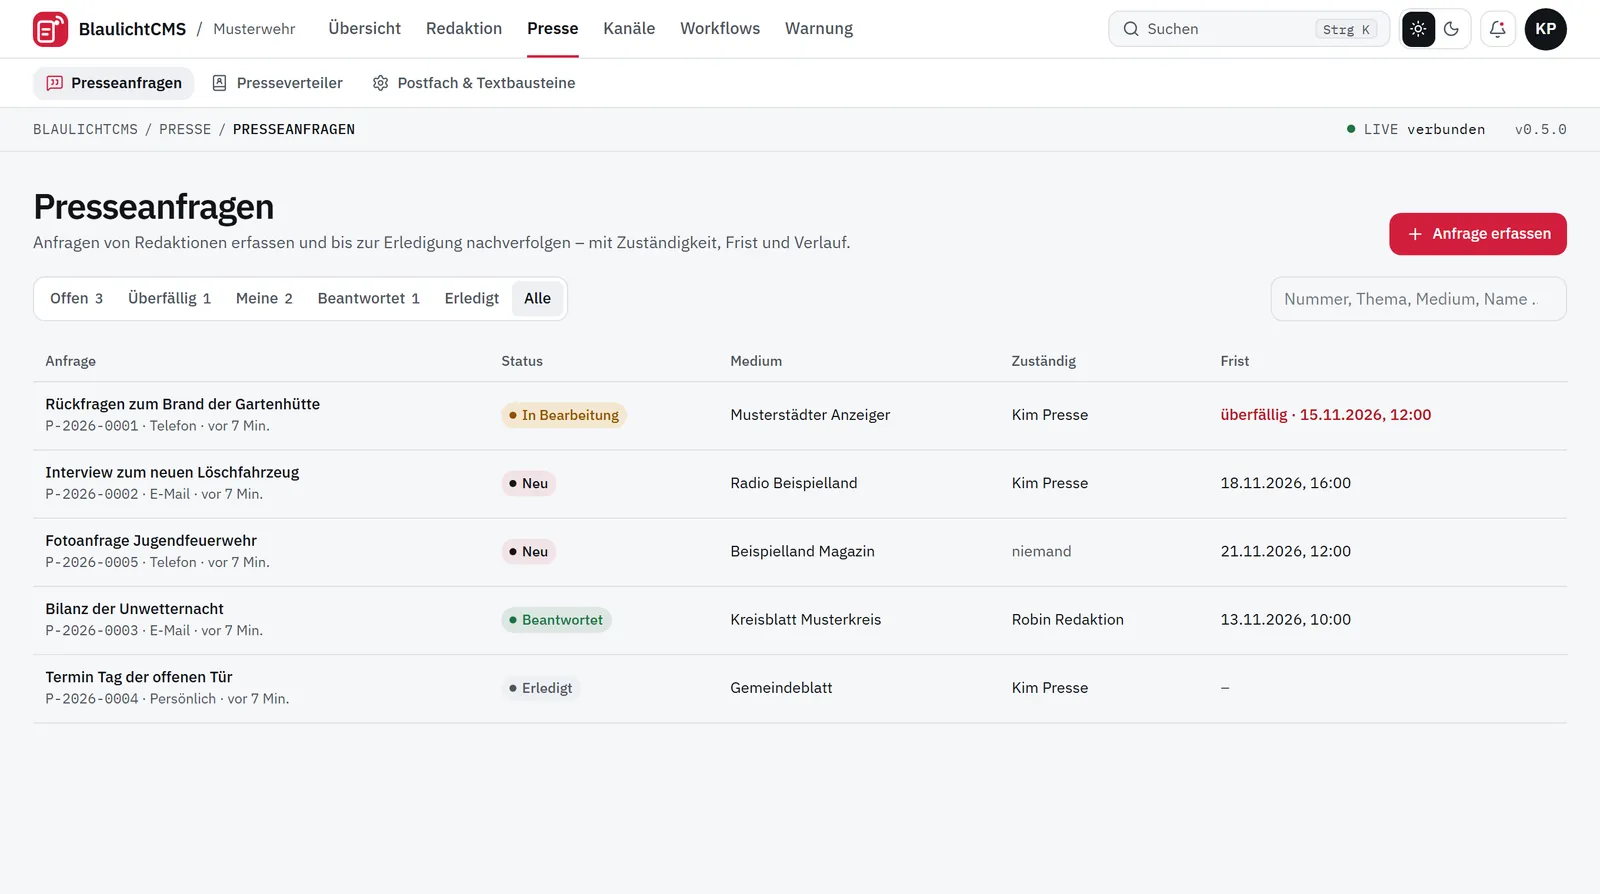 BlaulichtCMS / Musterwehr Übersicht Redaktion Presse Kanäle Workflows Warnung Suchen Strg K KP
Presseanfragen Presseverteiler Postfach & Textbausteine
BLAULICHTCMS / PRESSE / PRESSEANFRAGEN LIVE verbunden v0.5.0
Presseanfragen
Anfragen von Redaktionen erfassen und bis zur Erledigung nachverfolgen – mit Zuständigkeit, Frist und Verlauf.
+ Anfrage erfassen
Offen 3 Überfällig 1 Meine 2 Beantwortet 1 Erledigt Alle Nummer, Thema, Medium, Name ..
Anfrage Status Medium Zuständig Frist
Rückfragen zum Brand der Gartenhütte
P-2026-0001 · Telefon · vor 7 Min.
In Bearbeitung Musterstädter Anzeiger Kim Presse überfällig · 15.11.2026, 12:00
Interview zum neuen Löschfahrzeug
P-2026-0002 · E-Mail · vor 7 Min.
Neu Radio Beispielland Kim Presse 18.11.2026, 16:00
Fotoanfrage Jugendfeuerwehr
P-2026-0005 · Telefon · vor 7 Min.
Neu Beispielland Magazin niemand 21.11.2026, 12:00
Bilanz der Unwetternacht
P-2026-0003 · E-Mail · vor 7 Min.
Beantwortet Kreisblatt Musterkreis Robin Redaktion 13.11.2026, 10:00
Termin Tag der offenen Tür
P-2026-0004 · Persönlich · vor 7 Min.
Erledigt Gemeindeblatt Kim Presse –